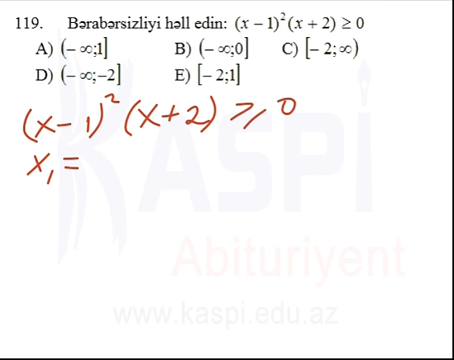 119. Bərabərsizliyi həll edin: (x − 1)²(x + 2) ≥ 0
A) (− ∞;1] B) (− ∞;0] C) [− 2;∞)
D) (− ∞;−2] E) [− 2;1]
(x − 1)² (x+2) ≥ 0
x₁ =
KASPİ
Abituriyent
www.kaspi.edu.az